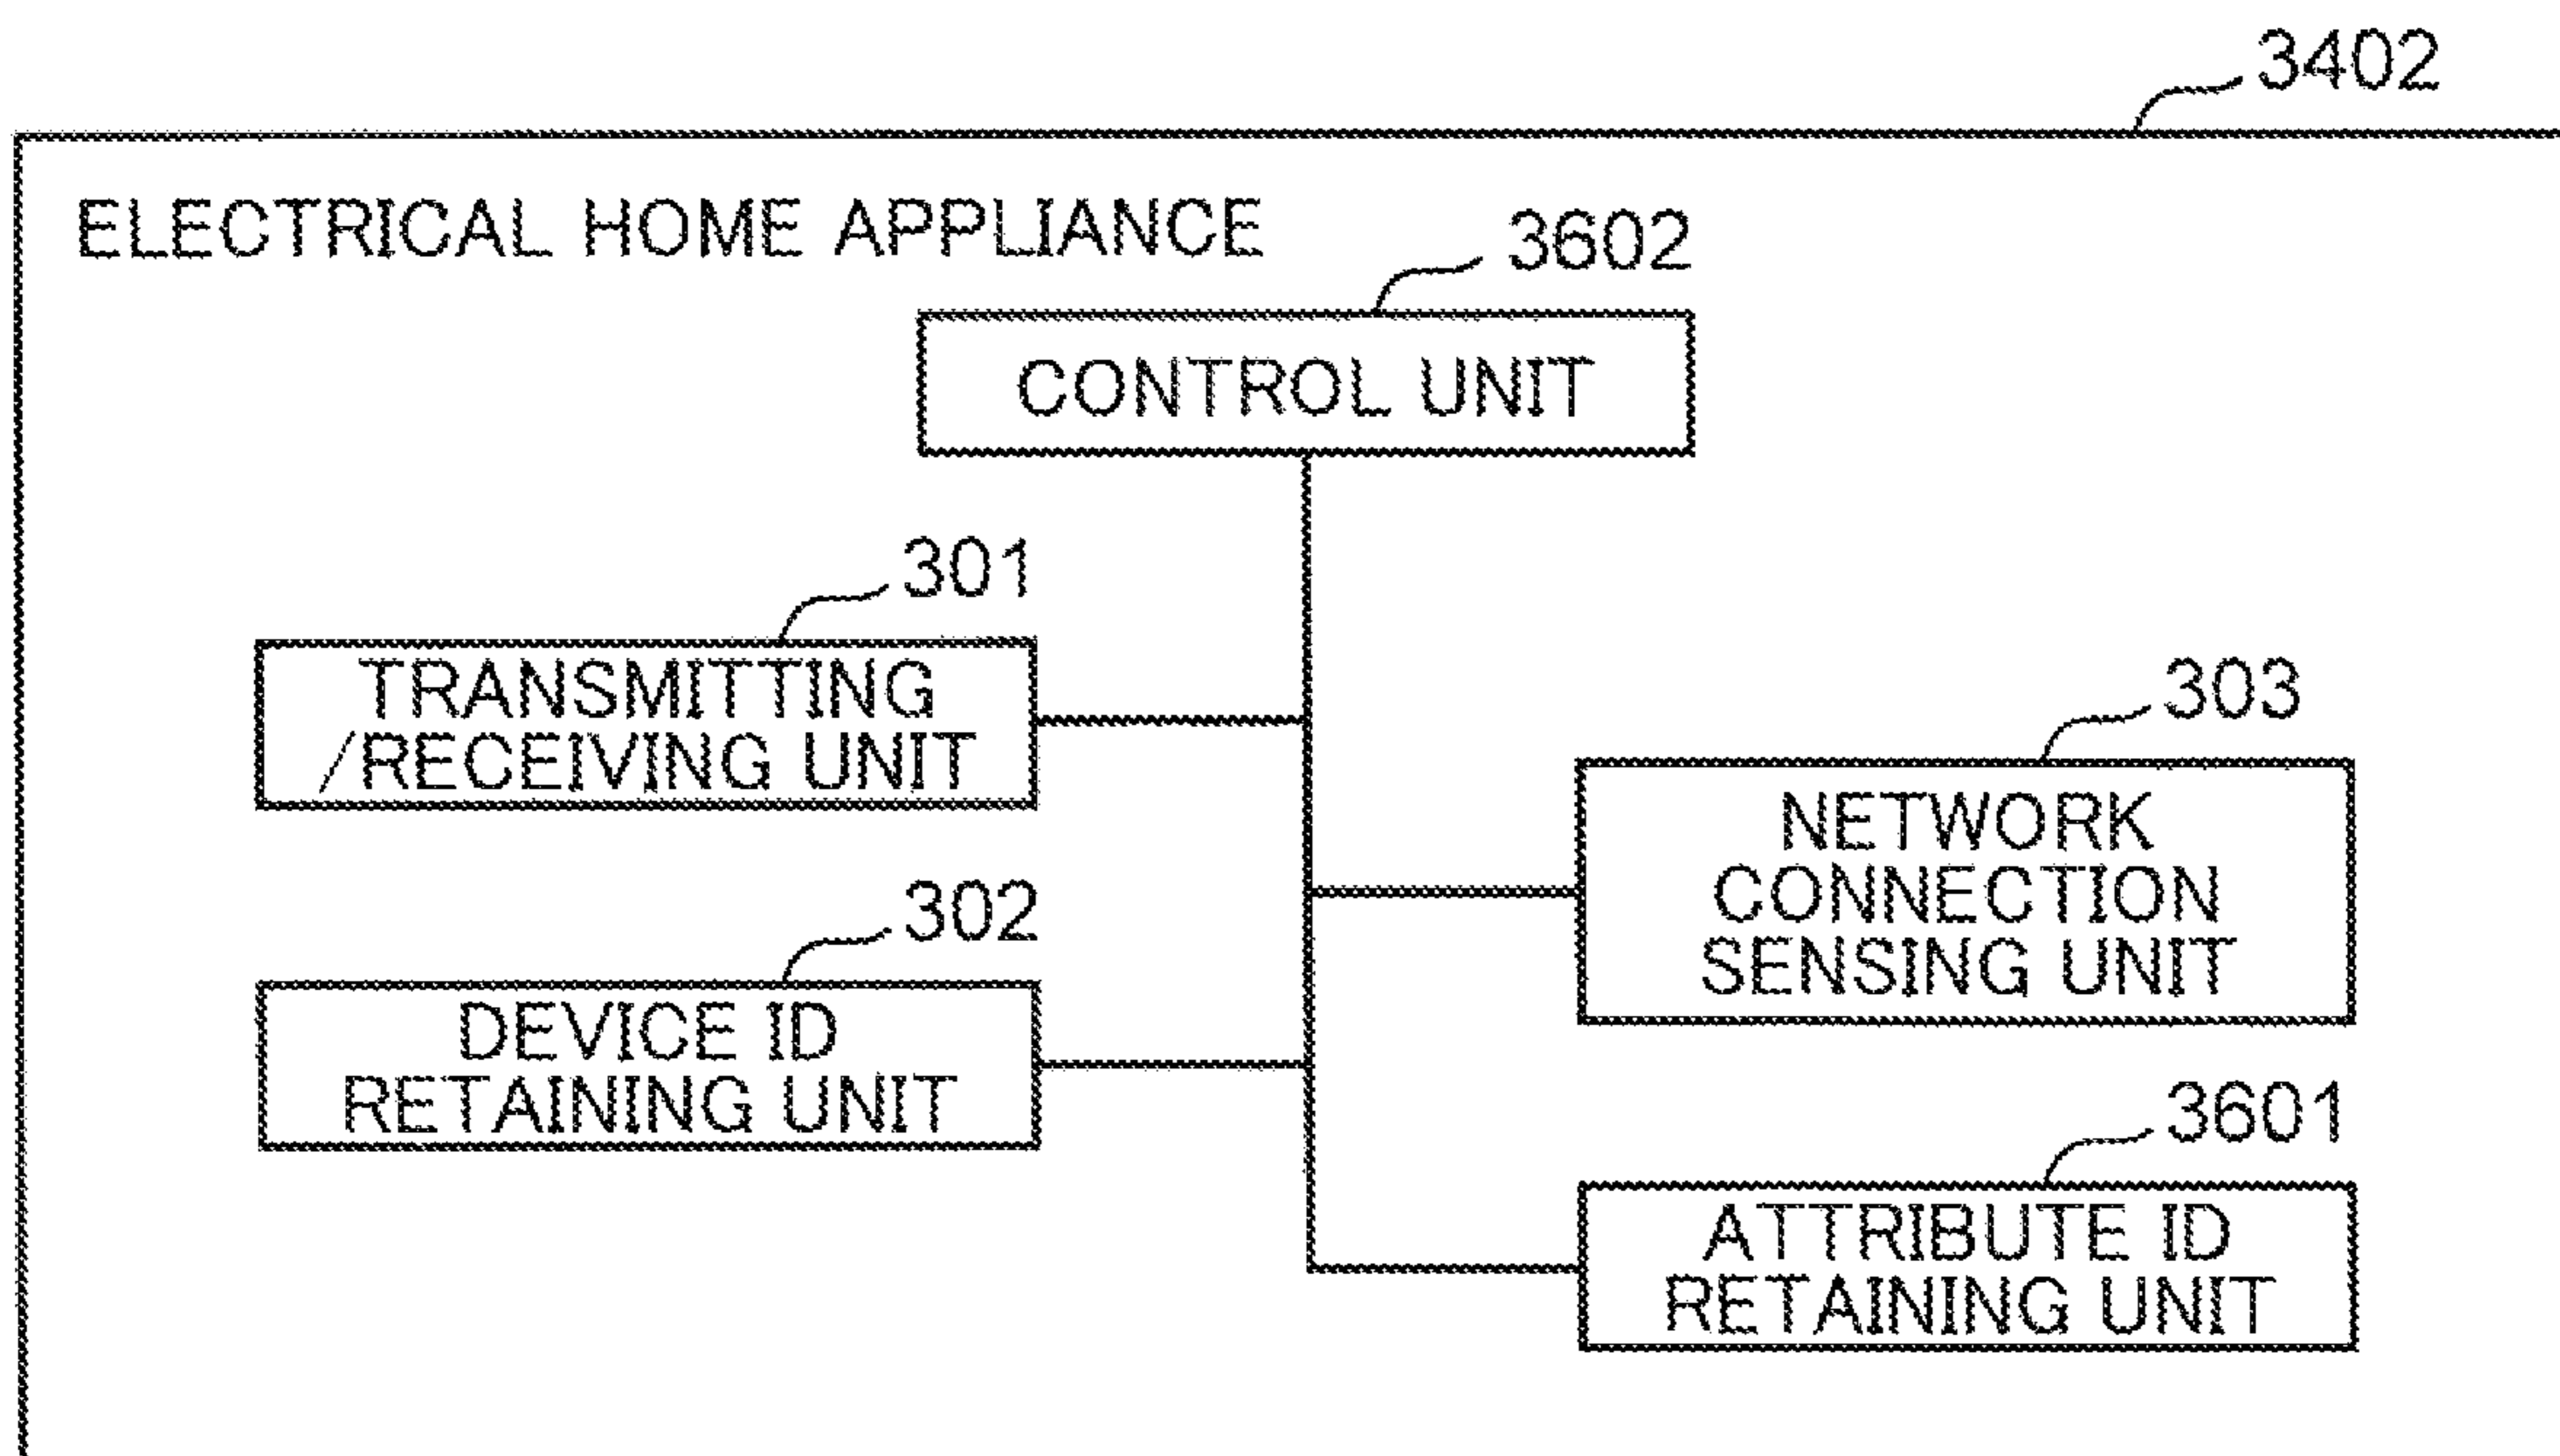 3402
ELECTRICAL HOME APPLIANCE
3602
CONTROL UNIT
301
TRANSMITTING
/RECEIVING UNIT
303
NETWORK
CONNECTION
SENSING UNIT
302
DEVICE ID
RETAINING UNIT
3601
ATTRIBUTE ID
RETAINING UNIT